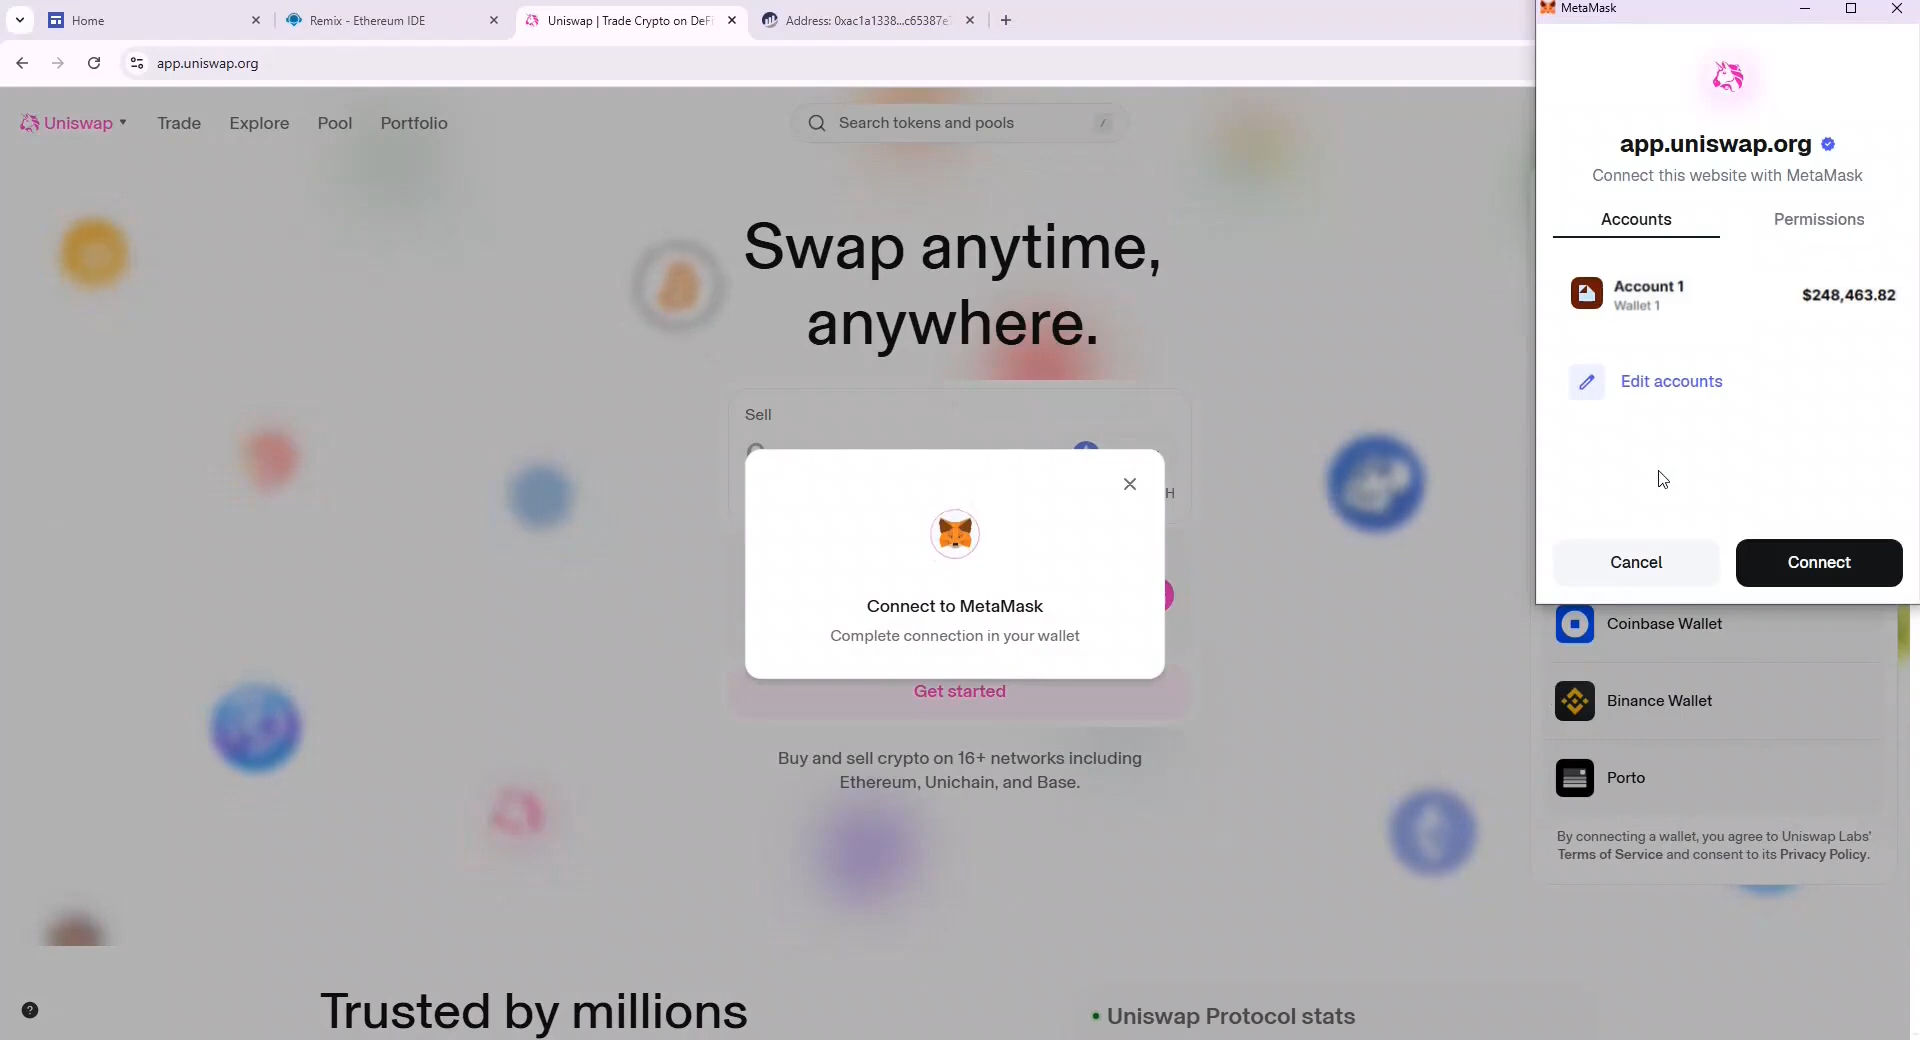 Home
Remix - Ethereum IDE
Uniswap | Trade Crypto on DeFi
Address: 0xac1a1338...c65387e
MetaMask
app.uniswap.org
Uniswap
Trade
Explore
Pool
Portfolio
Search tokens and pools
/
Swap anytime,
anywhere.
Sell
H
Connect to MetaMask
Complete connection in your wallet
Get started
Buy and sell crypto on 16+ networks including
Ethereum, Unichain, and Base.
Trusted by millions
Uniswap Protocol stats
?
app.uniswap.org
Connect this website with MetaMask
Accounts
Permissions
Account 1
Wallet 1
$248,463.82
Edit accounts
Cancel
Connect
Coinbase Wallet
Binance Wallet
Porto
By connecting a wallet, you agree to Uniswap Labs'
Terms of Service and consent to its Privacy Policy.